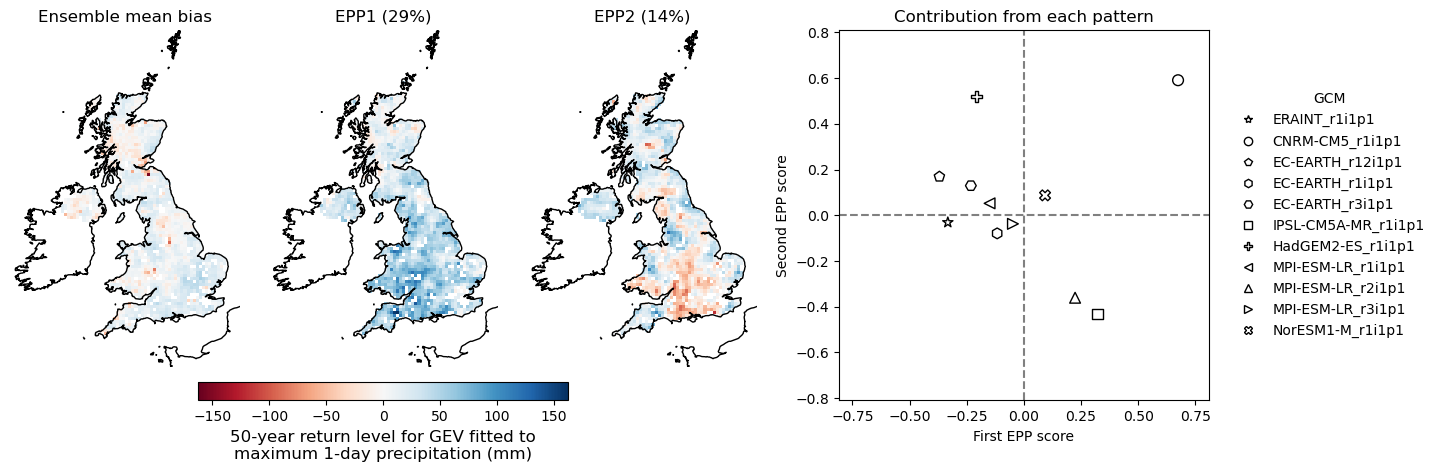 Ensemble mean bias
EPP1 (29%)
EPP2 (14%)
−150 −100 −50 0 50 100 150
50-year return level for GEV fitted to
maximum 1-day precipitation (mm)
Contribution from each pattern
Second EPP score
0.8
0.6
0.4
0.2
0.0
−0.2
−0.4
−0.6
−0.8
−0.75 −0.50 −0.25 0.00 0.25 0.50 0.75
First EPP score
GCM
ERAINT_r1i1p1
CNRM-CM5_r1i1p1
EC-EARTH_r12i1p1
EC-EARTH_r1i1p1
EC-EARTH_r3i1p1
IPSL-CM5A-MR_r1i1p1
HadGEM2-ES_r1i1p1
MPI-ESM-LR_r1i1p1
MPI-ESM-LR_r2i1p1
MPI-ESM-LR_r3i1p1
NorESM1-M_r1i1p1